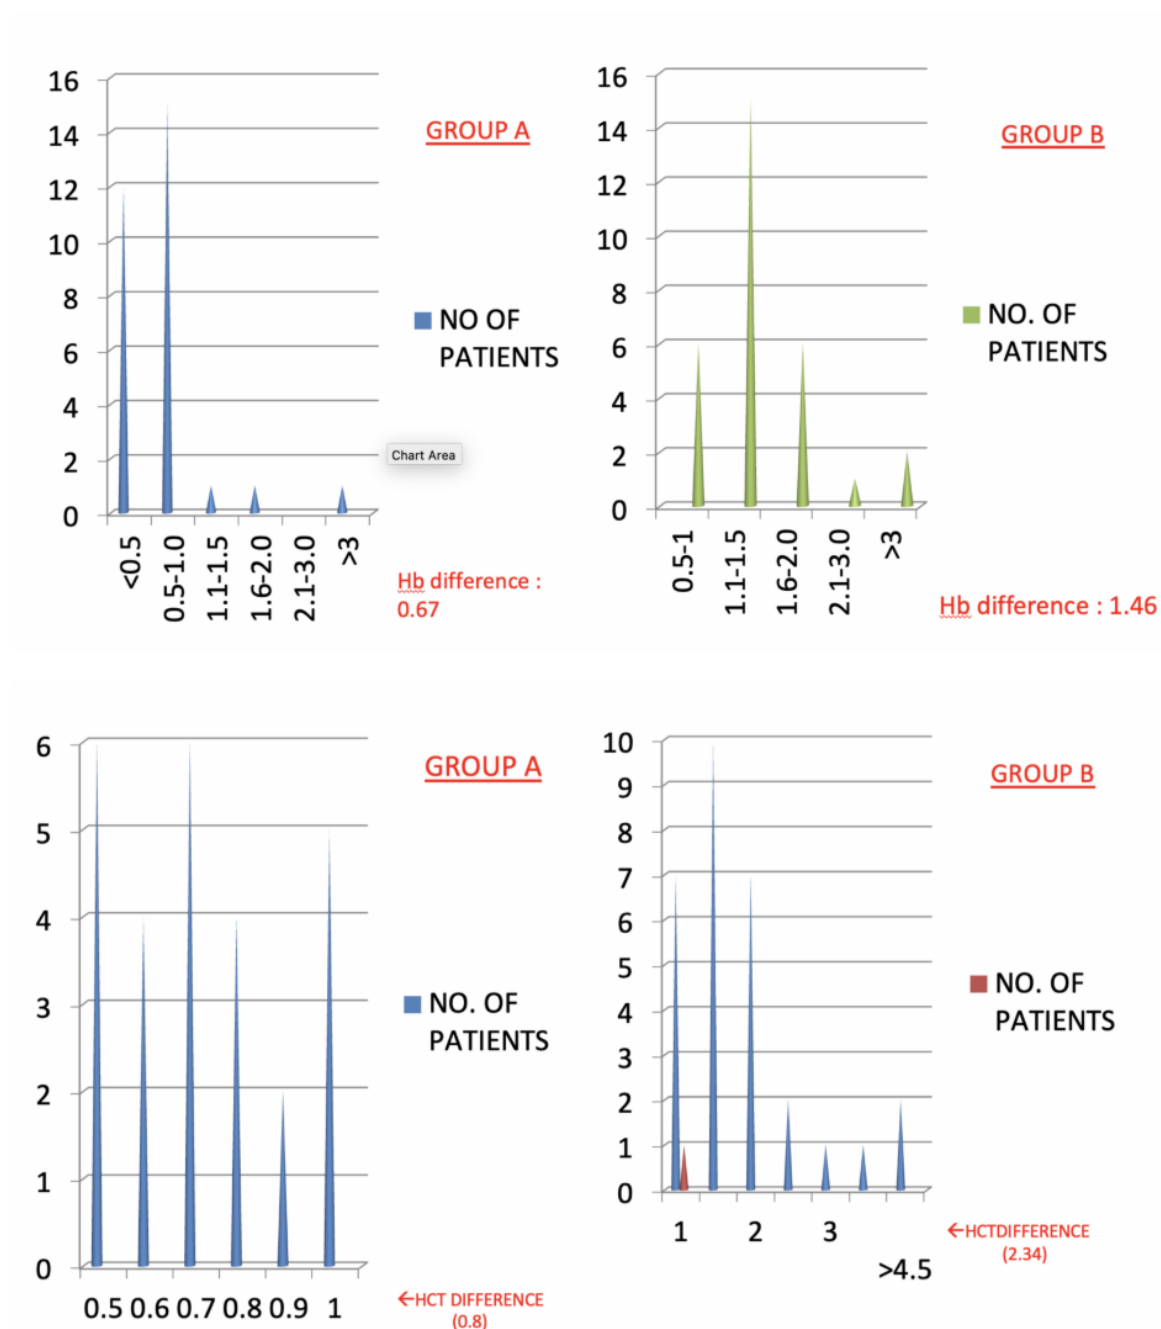 16
14
12
10
8
6
4
2
0
<0.5
0.5-1.0
1.1-1.5
1.6-2.0
2.1-3.0
>3
GROUP A
NO OF
PATIENTS
Chart Area
Hb difference :
0.67
16
14
12
10
8
6
4
2
0
0.5-1
1.1-1.5
1.6-2.0
2.1-3.0
>3
GROUP B
NO. OF
PATIENTS
Hb difference : 1.46
6
5
4
3
2
1
0
0.5 0.6 0.7 0.8 0.9 1
GROUP A
NO. OF
PATIENTS
←HCT DIFFERENCE
(0.8)
10
9
8
7
6
5
4
3
2
1
0
1 2 3
>4.5
GROUP B
NO. OF
PATIENTS
←HCTDIFFERENCE
(2.34)